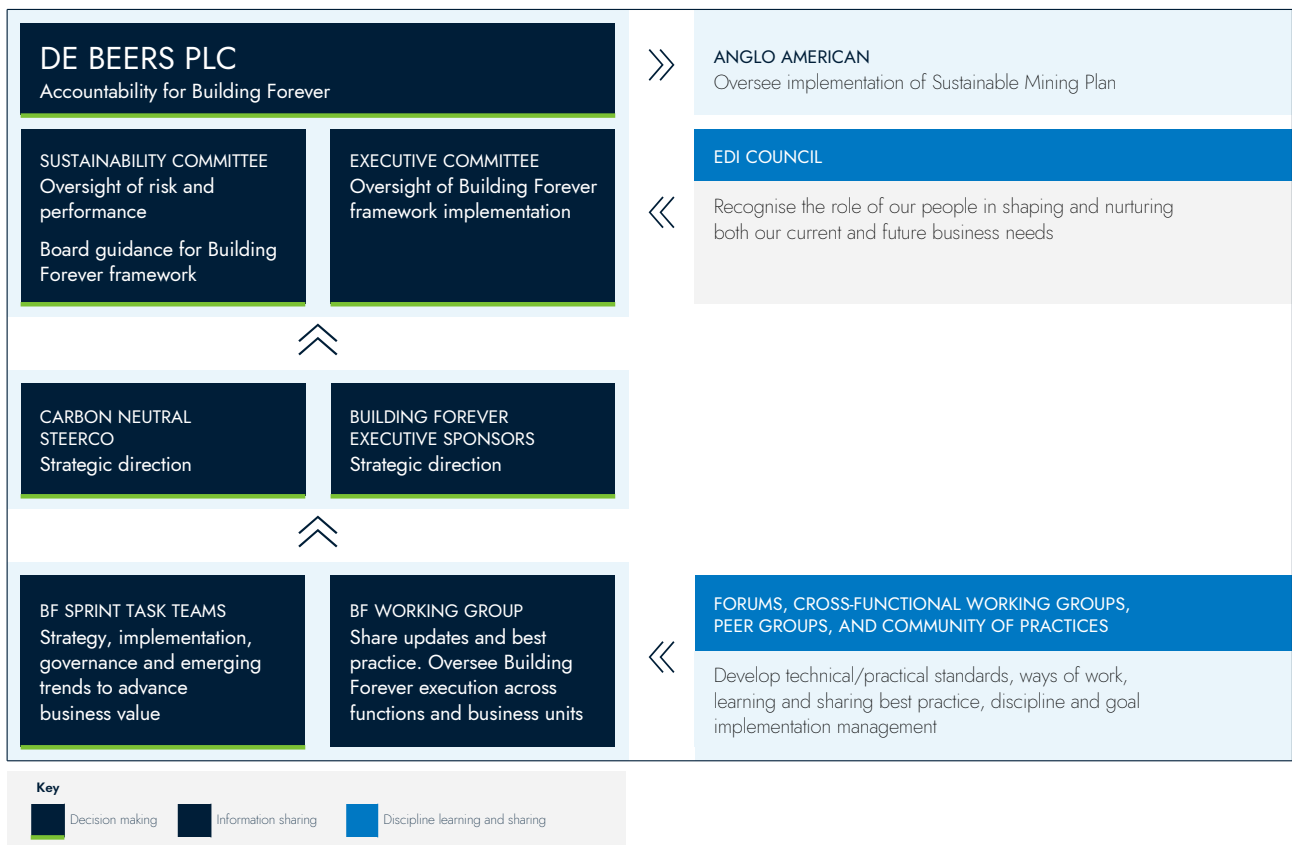 DE BEERS PLC
Accountability for Building Forever
ANGLO AMERICAN
Oversee implementation of Sustainable Mining Plan
SUSTAINABILITY COMMITTEE
Oversight of risk and
performance
Board guidance for Building
Forever framework
EXECUTIVE COMMITTEE
Oversight of Building Forever
framework implementation
EDI COUNCIL
Recognise the role of our people in shaping and nurturing
both our current and future business needs
CARBON NEUTRAL
STEERCO
Strategic direction
BUILDING FOREVER
EXECUTIVE SPONSORS
Strategic direction
BF SPRINT TASK TEAMS
Strategy, implementation,
governance and emerging
trends to advance
business value
BF WORKING GROUP
Share updates and best
practice. Oversee Building
Forever execution across
functions and business units
FORUMS, CROSS-FUNCTIONAL WORKING GROUPS,
PEER GROUPS, AND COMMUNITY OF PRACTICES
Develop technical/practical standards, ways of work,
learning and sharing best practice, discipline and goal
implementation management
Key
Decision making
Information sharing
Discipline learning and sharing